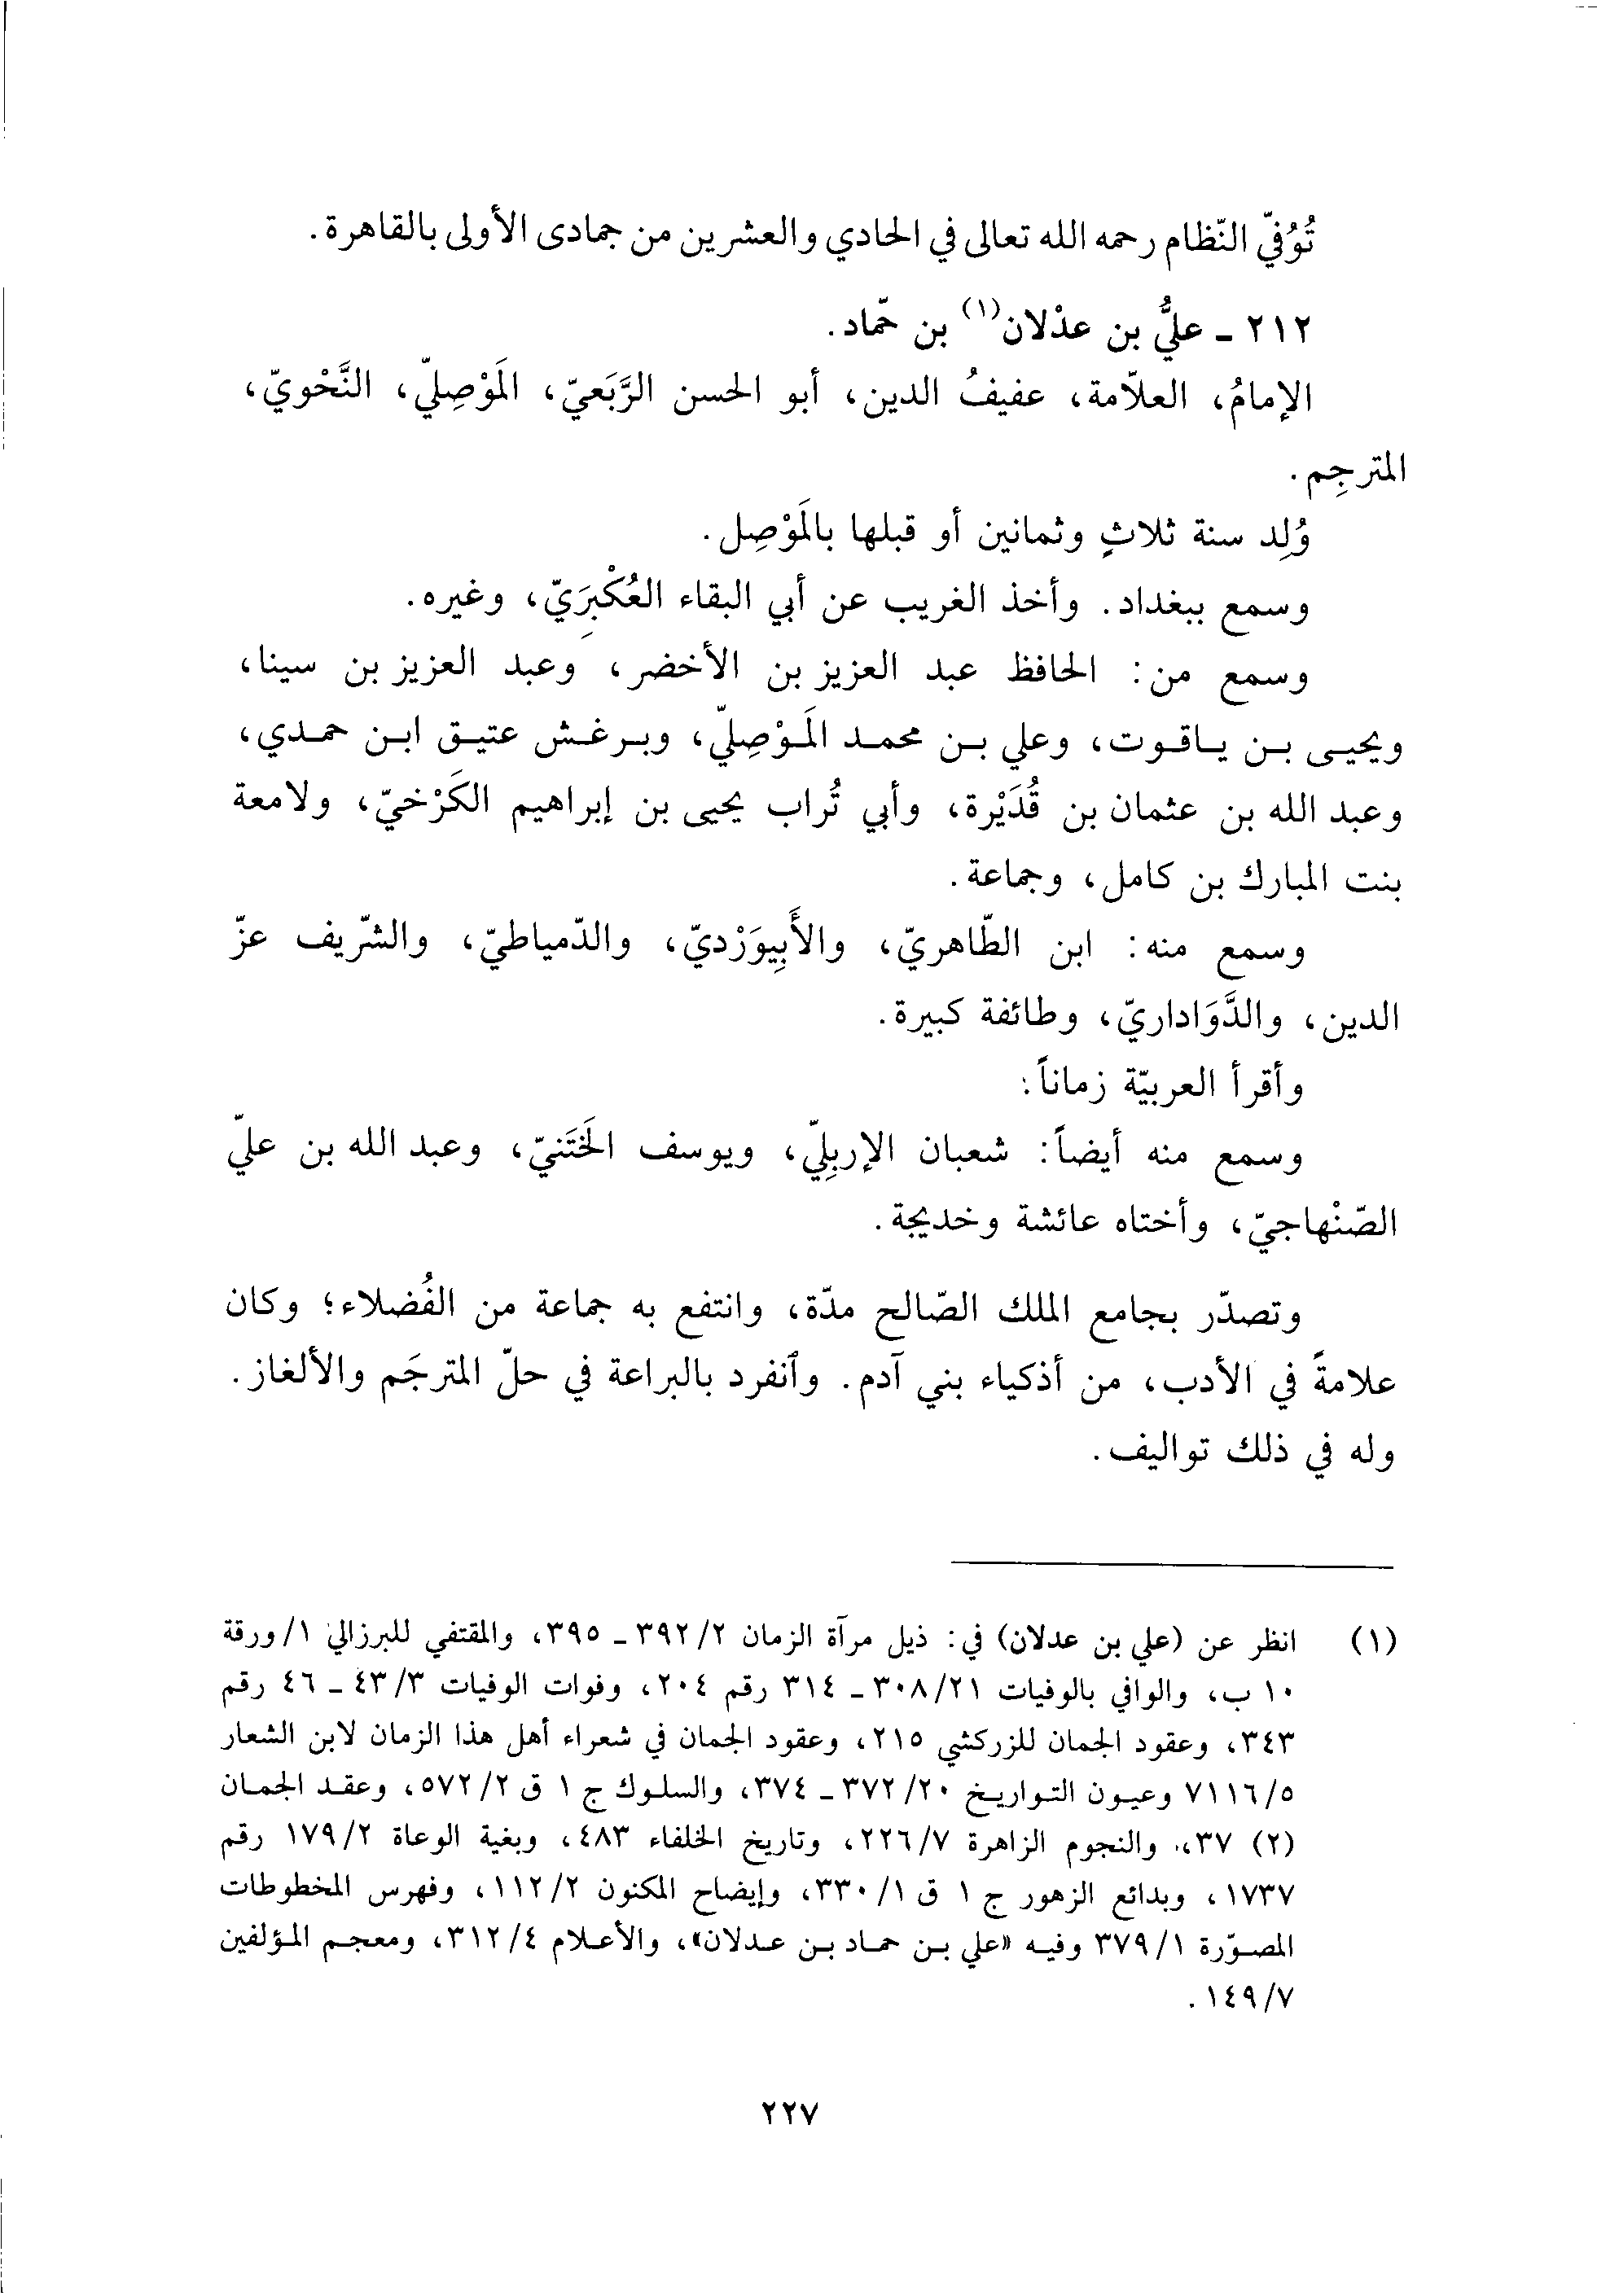 تُوُفّي النّظام رحمه الله تعالى في الحادي والعشرين من جمادى الأولى بالقاهرة.
٢١٢ ـ عليُّ بن عدْلان(١) بن حمّاد.
الإمامُ، العلاّمة، عفيفُ الدين، أبو الحسن الرَّبَعيّ، المَوْصِليّ، النَّحْويّ،
المترجِم.
وُلِد سنة ثلاثٍ وثمانين أو قبلها بالمَوْصِل.
وسمع ببغداد. وأخذ الغريب عن أبي البقاء العُكْبَرِيّ، وغيره.
وسمع من: الحافظ عبد العزيز بن الأخضر، وعبد العزيز بن سينا،
ويحيى بن ياقوت، وعلي بن محمد المَوْصِليّ، وبرغش عتيق ابن حمدي،
وعبد الله بن عثمان بن قُدَيْرة، وأبي تُراب يحيى بن إبراهيم الكَرْخيّ، ولامعة
بنت المبارك بن كامل، وجماعة.
وسمع منه: ابن الطّاهريّ، والأَبِيوَرْديّ، والدّمياطيّ، والشّريف عزّ
الدين، والدَّوَاداريّ، وطائفة كبيرة.
وأقرأ العربيّة زماناً:
وسمع منه أيضاً: شعبان الإربِليّ، ويوسف الخَتَنيّ، وعبد الله بن عليّ
الصّنْهاجيّ، وأختاه عائشة وخديجة.
وتصدّر بجامع الملك الصّالح مدّة، وانتفع به جماعة من الفُضلاء؛ وكان
علامةً في الأدب، من أذكياء بني آدم. وٱنفرد بالبراعة في حلّ المترجَم والألغاز.
وله في ذلك تواليف.
(١) انظر عن (علي بن عدلان) في: ذيل مرآة الزمان ٣٩٢/٢ ـ ٣٩٥، والمقتفي للبرزالي ١/ورقة
١٠ ب، والوافي بالوفيات ٣٠٨/٢١ ـ ٣١٤ رقم ٢٠٤، وفوات الوفيات ٤٣/٣ ـ ٤٦ رقم
٣٤٣، وعقود الجمان للزركشي ٢١٥، وعقود الجمان في شعراء أهل هذا الزمان لابن الشعار
٧١١٦/٥ وعيون التواريخ ٣٧٢/٢٠ ـ ٣٧٤، والسلوك ج ١ ق ٥٧٢/٢، وعقد الجمان
(٢) ٣٧، والنجوم الزاهرة ٢٢٦/٧، وتاريخ الخلفاء ٤٨٣، وبغية الوعاة ١٧٩/٢ رقم
١٧٣٧، وبدائع الزهور ج ١ ق ٣٣٠/١، وإيضاح المكنون ١١٢/٢، وفهرس المخطوطات
المصوّرة ٣٧٩/١ وفيه «علي بن حماد بن عدلان»، والأعلام ٣١٢/٤، ومعجم المؤلفين
١٤٩/٧.
٢٢٧